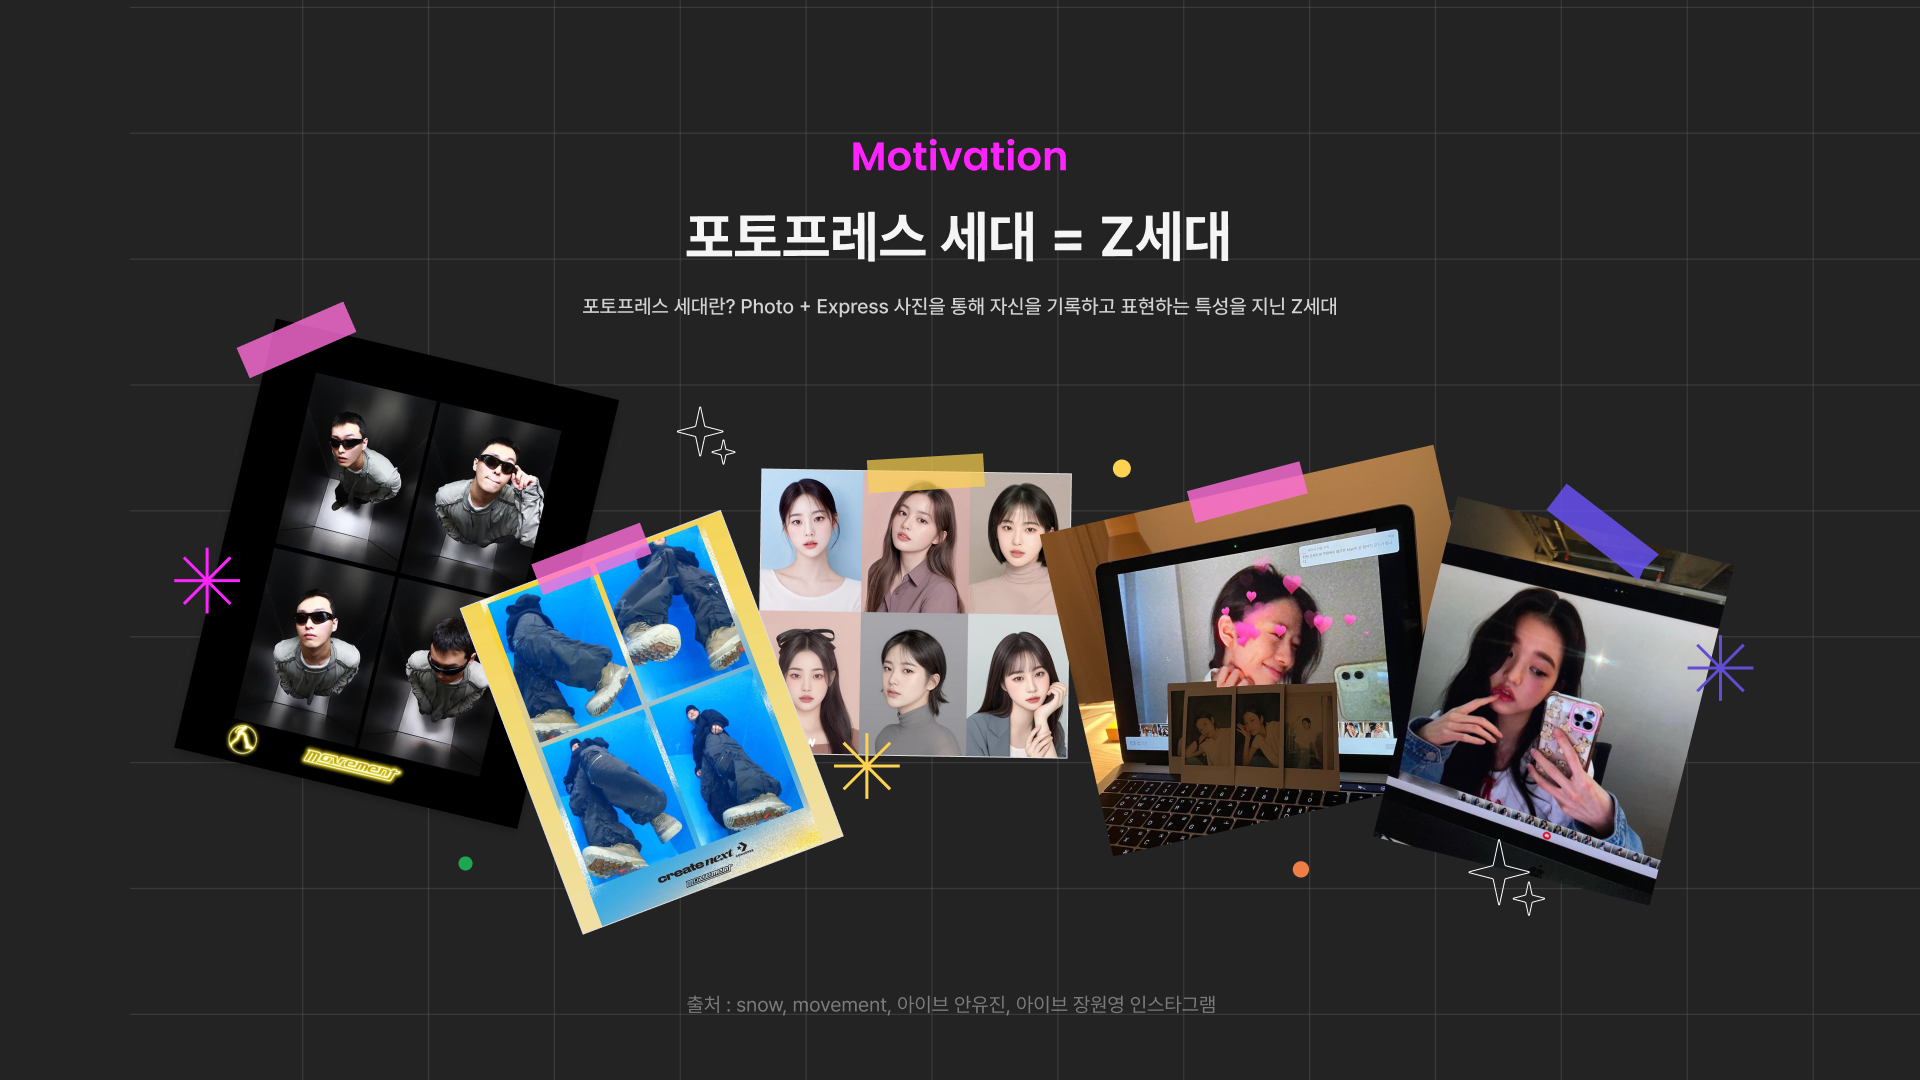 Motivation
포토프레스 세대 = Z세대
포토프레스 세대란? Photo + Express 사진을 통해 자신을 기록하고 표현하는 특성을 지닌 Z세대
movement
create next
movement
출처 : snow, movement, 아이브 안유진, 아이브 장원영 인스타그램